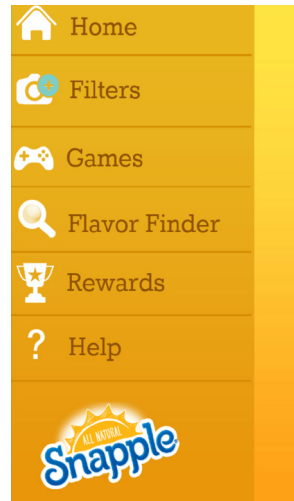 Home
Filters
Games
Flavor Finder
Rewards
? Help
ALL NATURAL
Snapple